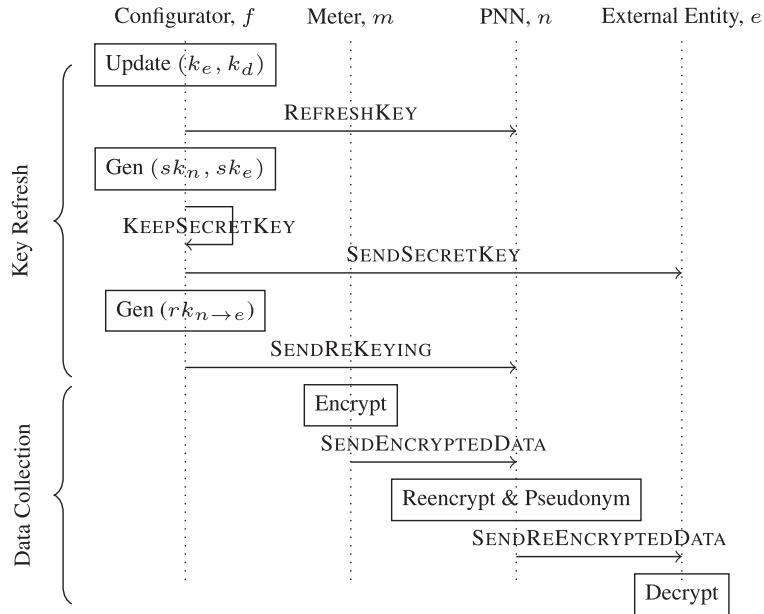 Configurator, f Meter, m PNN, n External Entity, e
Update (k_e, k_d)
REFRESHKEY
Gen (sk_n, sk_e)
KEEPSECRETKEY
SENDSECRETKEY
Gen (rk_{n→e})
SENDREKEYING
Key Refresh
Encrypt
SENDENCRYPTEDDATA
Reencrypt & Pseudonym
SENDREENCRYPTEDDATA
Decrypt
Data Collection